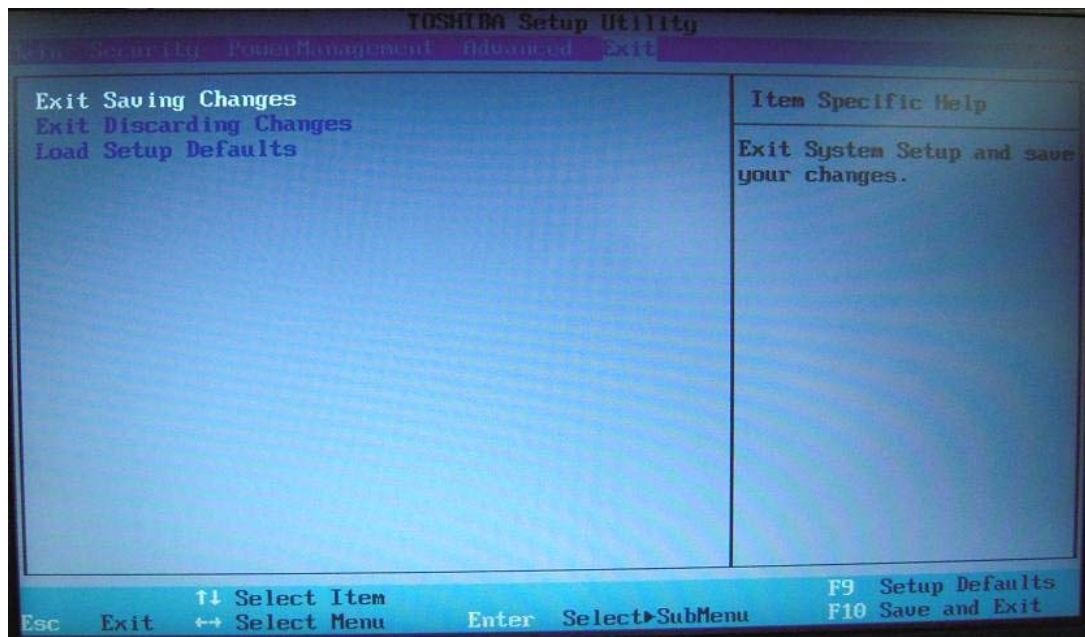 TOSHIBA Setup Utility
Main Security PowerManagement Advanced Exit
Exit Saving Changes
Exit Discarding Changes
Load Setup Defaults
Item Specific Help
Exit System Setup and save
your changes.
↑↓ Select Item F9 Setup Defaults
Esc Exit ↔ Select Menu Enter Select▶SubMenu F10 Save and Exit